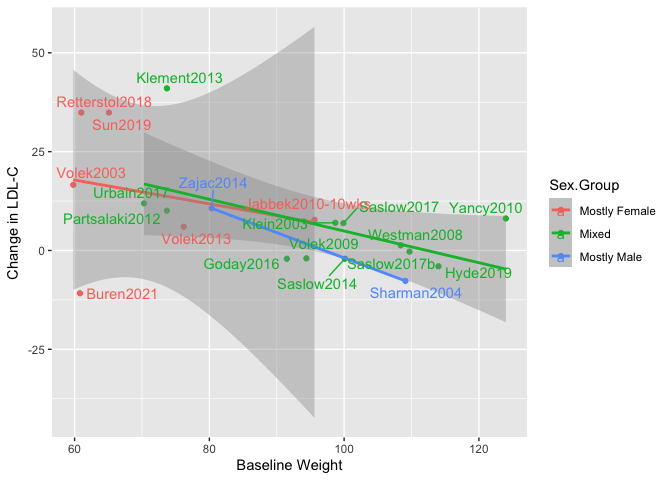 Klement2013
Retterstol2018
Sun2019
Volek2003
Urbain2017
Zajac2014
Partsalaki2012
Volek2013
Jabbek2010-10wks
Klein2003
Saslow2017
Yancy2010
Westman2008
Volek2009
Goday2016
Saslow2014
Saslow2017b
Hyde2019
Sharman2004
Buren2021
50
25
0
-25
60
80
100
120
Baseline Weight
Change in LDL-C
Sex.Group
Mostly Female
Mixed
Mostly Male